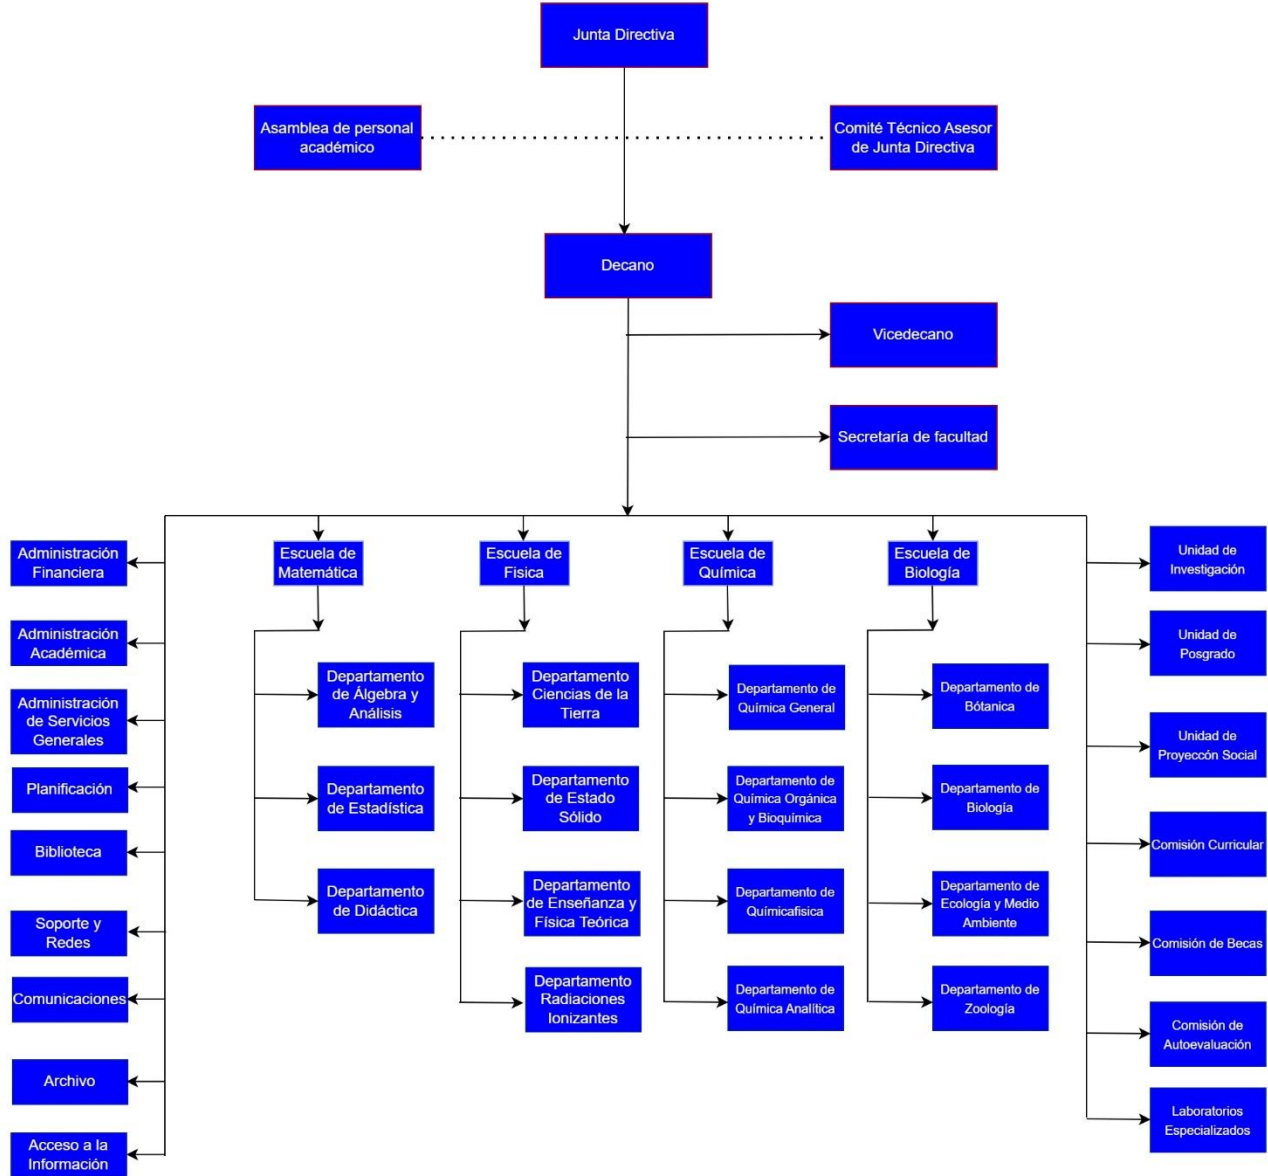 Junta Directiva
Asamblea de personal
académico
Comité Técnico Asesor
de Junta Directiva
Decano
Vicedecano
Secretaría de facultad
Administración
Financiera
Administración
Académica
Administración
de Servicios
Generales
Planificación
Biblioteca
Soporte y
Redes
Comunicaciones
Archivo
Acceso a la
Información
Escuela de
Matemática
Departamento
de Álgebra y
Análisis
Departamento
de Estadística
Departamento
de Didáctica
Escuela de
Fisica
Departamento
Ciencias de la
Tierra
Departamento
de Estado
Sólido
Departamento
de Enseñanza y
Física Teórica
Departamento
Radiaciones
Ionizantes
Escuela de
Química
Departamento de
Química General
Departamento de
Química Orgánica
y Bioquímica
Departamento de
Químicafisica
Departamento de
Química Analítica
Escuela de
Biología
Departamento de
Bótanica
Departamento de
Biología
Departamento de
Ecología y Medio
Ambiente
Departamento de
Zoología
Unidad de
Investigación
Unidad de
Posgrado
Unidad de
Proyeccón Social
Comisión Curricular
Comisión de Becas
Comisión de
Autoevaluación
Laboratorios
Especializados